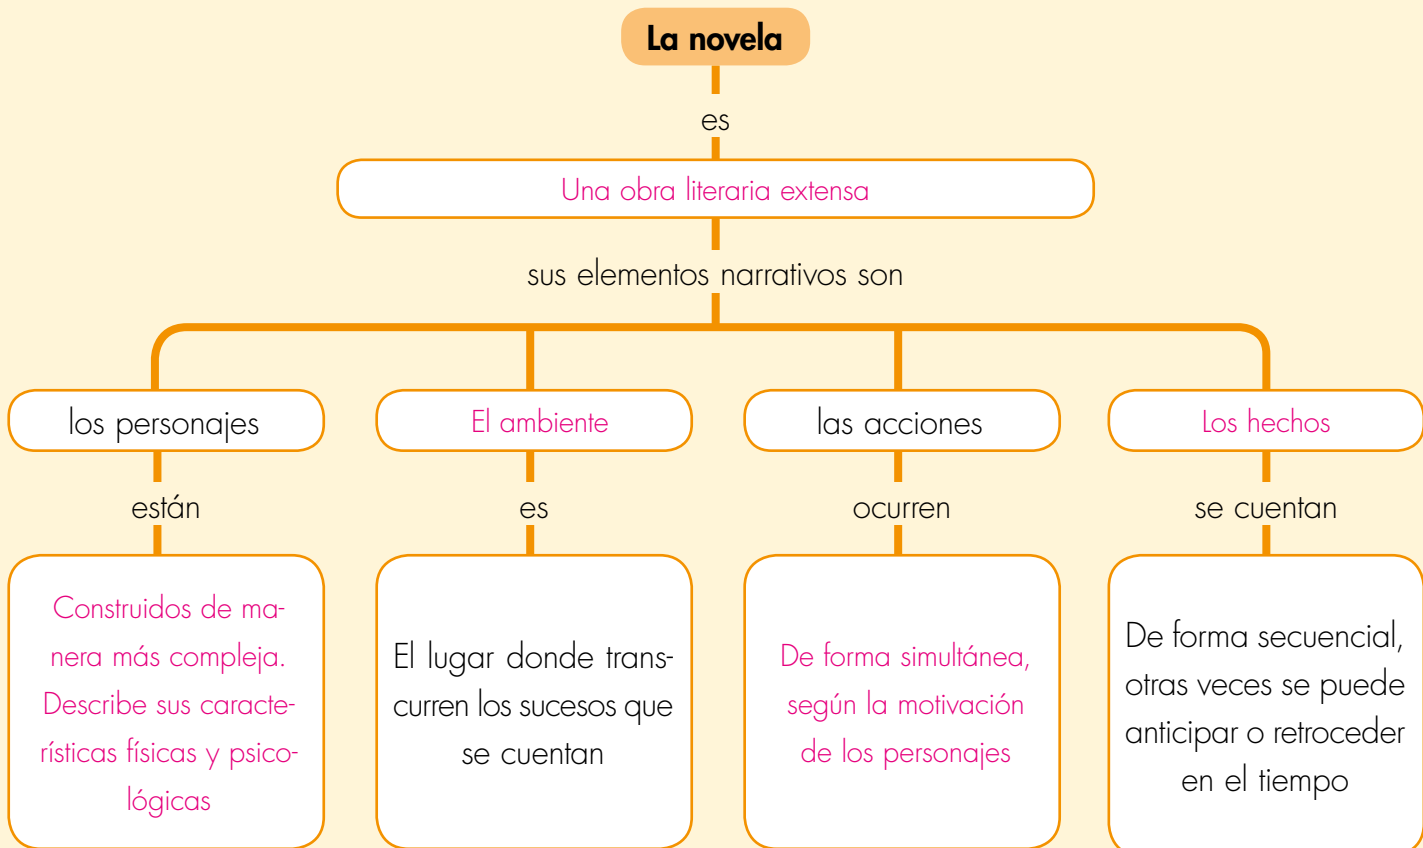 La novela
es
Una obra literaria extensa
sus elementos narrativos son
los personajes
El ambiente
las acciones
Los hechos
están
es
ocurren
se cuentan
Construidos de ma-
nera más compleja.
Describe sus caracte-
rísticas físicas y psico-
lógicas
El lugar donde trans-
curren los sucesos que
se cuentan
De forma simultánea,
según la motivación
de los personajes
De forma secuencial,
otras veces se puede
anticipar o retroceder
en el tiempo